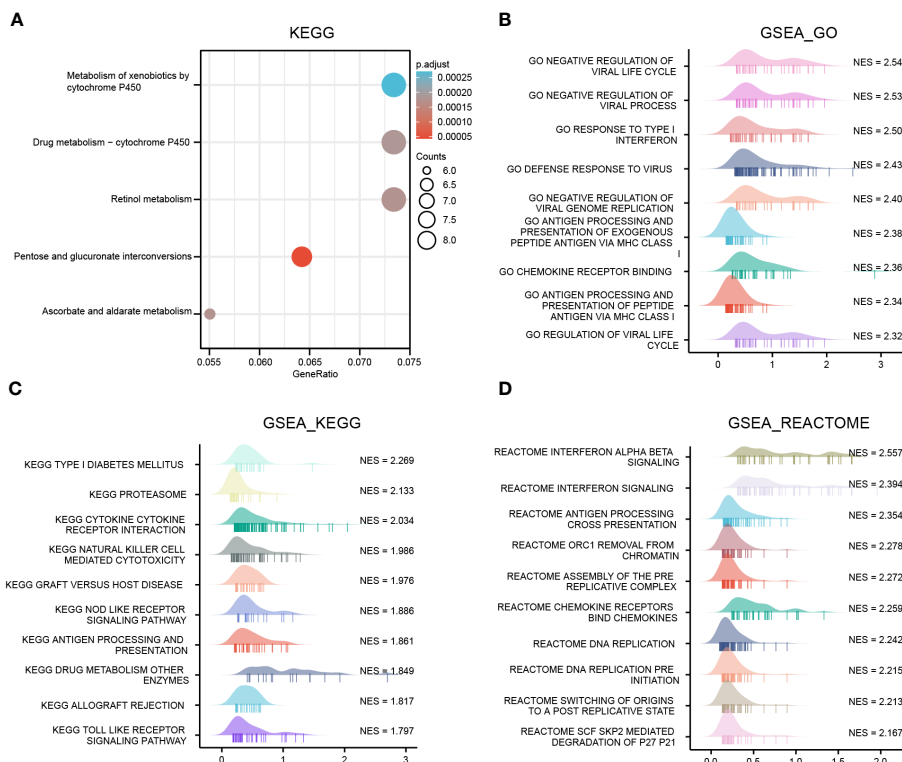 A
KEGG
Metabolism of xenobiotics by
cytochrome P450
Drug metabolism − cytochrome P450
Retinol metabolism
Pentose and glucuronate interconversions
Ascorbate and aldarate metabolism
0.055
0.060
0.065
0.070
0.075
GeneRatio
p.adjust
0.00025
0.00020
0.00015
0.00010
0.00005
Counts
6.0
6.5
7.0
7.5
8.0
B
GSEA_GO
GO NEGATIVE REGULATION OF
VIRAL LIFE CYCLE
NES = 2.54
GO NEGATIVE REGULATION OF
VIRAL PROCESS
NES = 2.53
GO RESPONSE TO TYPE I
INTERFERON
NES = 2.50
GO DEFENSE RESPONSE TO VIRUS
NES = 2.43
GO NEGATIVE REGULATION OF
VIRAL GENOME REPLICATION
NES = 2.40
GO ANTIGEN PROCESSING AND
PRESENTATION OF EXOGENOUS
PEPTIDE ANTIGEN VIA MHC CLASS
I
NES = 2.38
GO CHEMOKINE RECEPTOR BINDING
NES = 2.36
GO ANTIGEN PROCESSING AND
PRESENTATION OF PEPTIDE
ANTIGEN VIA MHC CLASS I
NES = 2.34
GO REGULATION OF VIRAL LIFE
CYCLE
NES = 2.32
0
1
2
3
C
GSEA_KEGG
KEGG TYPE I DIABETES MELLITUS
NES = 2.269
KEGG PROTEASOME
NES = 2.133
KEGG CYTOKINE CYTOKINE
RECEPTOR INTERACTION
NES = 2.034
KEGG NATURAL KILLER CELL
MEDIATED CYTOTOXICITY
NES = 1.986
KEGG GRAFT VERSUS HOST DISEASE
NES = 1.976
KEGG NOD LIKE RECEPTOR
SIGNALING PATHWAY
NES = 1.886
KEGG ANTIGEN PROCESSING AND
PRESENTATION
NES = 1.861
KEGG DRUG METABOLISM OTHER
ENZYMES
NES = 1.849
KEGG ALLOGRAFT REJECTION
NES = 1.817
KEGG TOLL LIKE RECEPTOR
SIGNALING PATHWAY
NES = 1.797
0
1
2
3
D
GSEA_REACTOME
REACTOME INTERFERON ALPHA BETA
SIGNALING
NES = 2.557
REACTOME INTERFERON SIGNALING
NES = 2.394
REACTOME ANTIGEN PROCESSING
CROSS PRESENTATION
NES = 2.354
REACTOME ORC1 REMOVAL FROM
CHROMATIN
NES = 2.278
REACTOME ASSEMBLY OF THE PRE
REPLICATIVE COMPLEX
NES = 2.272
REACTOME CHEMOKINE RECEPTORS
BIND CHEMOKINES
NES = 2.259
REACTOME DNA REPLICATION
NES = 2.242
REACTOME DNA REPLICATION PRE
INITIATION
NES = 2.215
REACTOME SWITCHING OF ORIGINS
TO A POST REPLICATIVE STATE
NES = 2.213
REACTOME SCF SKP2 MEDIATED
DEGRADATION OF P27 P21
NES = 2.167
0.0
0.5
1.0
1.5
2.0